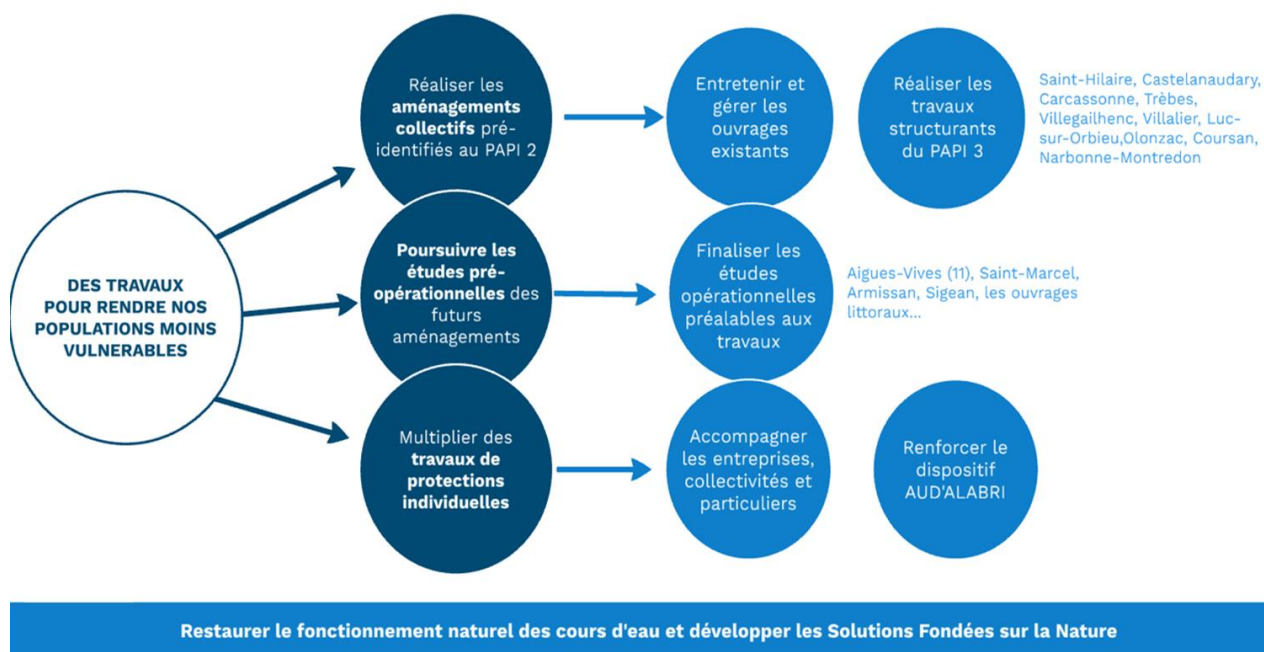 DES TRAVAUX
POUR RENDRE NOS
POPULATIONS MOINS
VULNERABLES
Réaliser les
aménagements
collectifs pré-
identifiés au PAPI 2
Entretenir et
gérer les
ouvrages
existants
Réaliser les
travaux
structurants
du PAPI 3
Saint-Hilaire, Castelanaudary,
Carcassonne, Trèbes,
Villegailhenc, Villalier, Luc-
sur-Orbieu,Olonzac, Coursan,
Narbonne-Montredon
Poursuivre les
études pré-
opérationnelles des
futurs
aménagements
Finaliser les
études
opérationnelles
préalables aux
travaux
Aigues-Vives (11), Saint-Marcel,
Armissan, Sigean, les ouvrages
littoraux...
Multiplier des
travaux de
protections
individuelles
Accompagner
les entreprises,
collectivités et
particuliers
Renforcer le
dispositif
AUD'ALABRI
Restaurer le fonctionnement naturel des cours d'eau et développer les Solutions Fondées sur la Nature